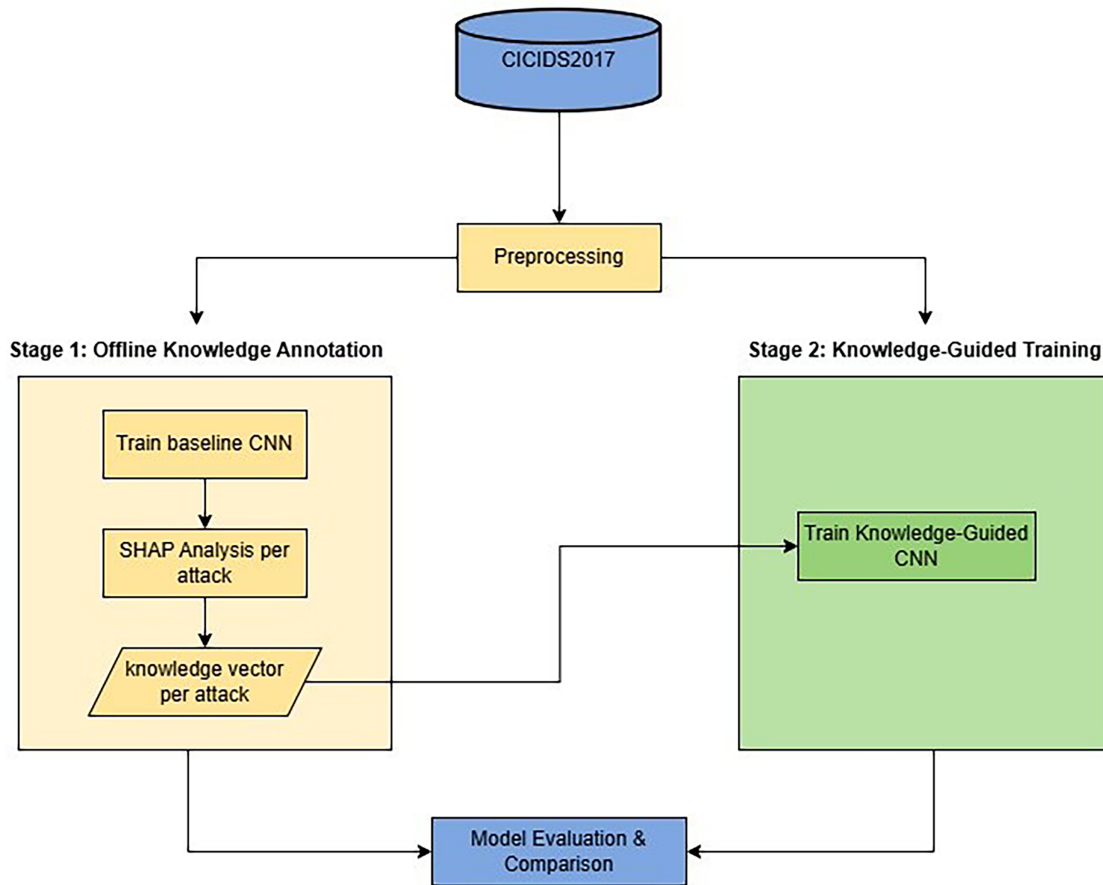 CICIDS2017
Preprocessing
Stage 1: Offline Knowledge Annotation
Stage 2: Knowledge-Guided Training
Train baseline CNN
SHAP Analysis per
attack
knowledge vector
per attack
Train Knowledge-Guided
CNN
Model Evaluation &
Comparison